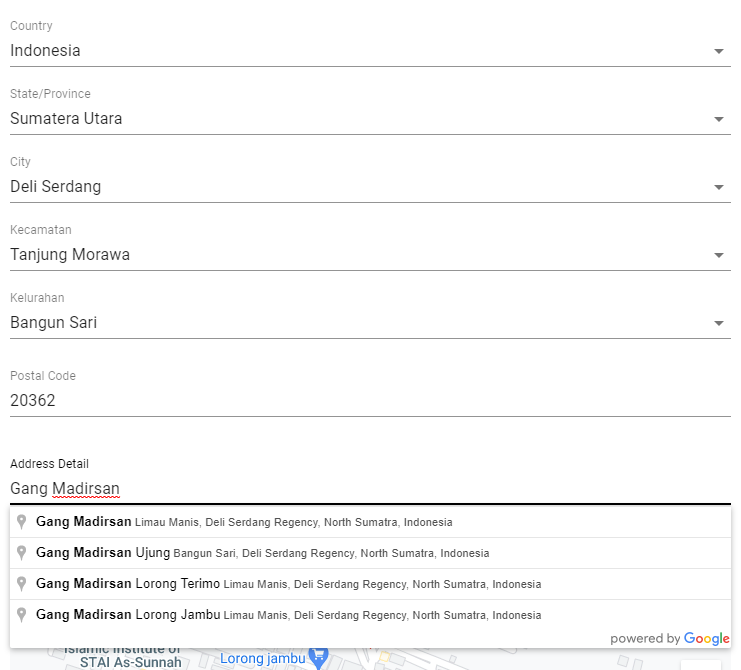 Country
Indonesia
State/Province
Sumatera Utara
City
Deli Serdang
Kecamatan
Tanjung Morawa
Kelurahan
Bangun Sari
Postal Code
20362
Address Detail
Gang Madirsan
Gang Madirsan Limau Manis, Deli Serdang Regency, North Sumatra, Indonesia
Gang Madirsan Ujung Bangun Sari, Deli Serdang Regency, North Sumatra, Indonesia
Gang Madirsan Lorong Terimo Limau Manis, Deli Serdang Regency, North Sumatra, Indonesia
Gang Madirsan Lorong Jambu Limau Manis, Deli Serdang Regency, North Sumatra, Indonesia
powered by Google
Islamic Institute of
STAI As-Sunnah
Lorong jambu